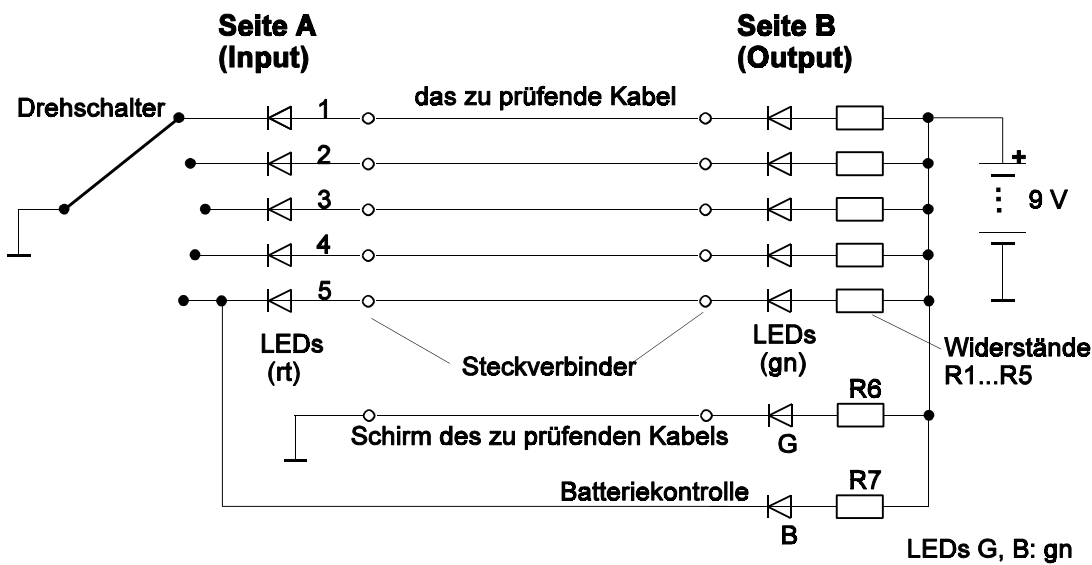 Seite A
(Input)
Seite B
(Output)
Drehschalter
1
das zu prüfende Kabel
2
+
3
9 V
4
5
LEDs
(rt)
Steckverbinder
LEDs
(gn)
Widerstände
R1...R5
R6
Schirm des zu prüfenden Kabels
G
R7
Batteriekontrolle
B
LEDs G, B: gn